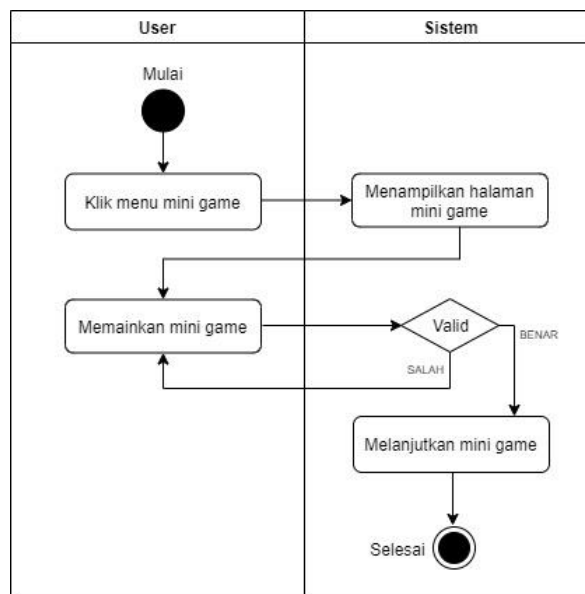 User
Sistem
Mulai
Klik menu mini game
Menampilkan halaman
mini game
Memainkan mini game
Valid
BENAR
SALAH
Melanjutkan mini game
Selesai